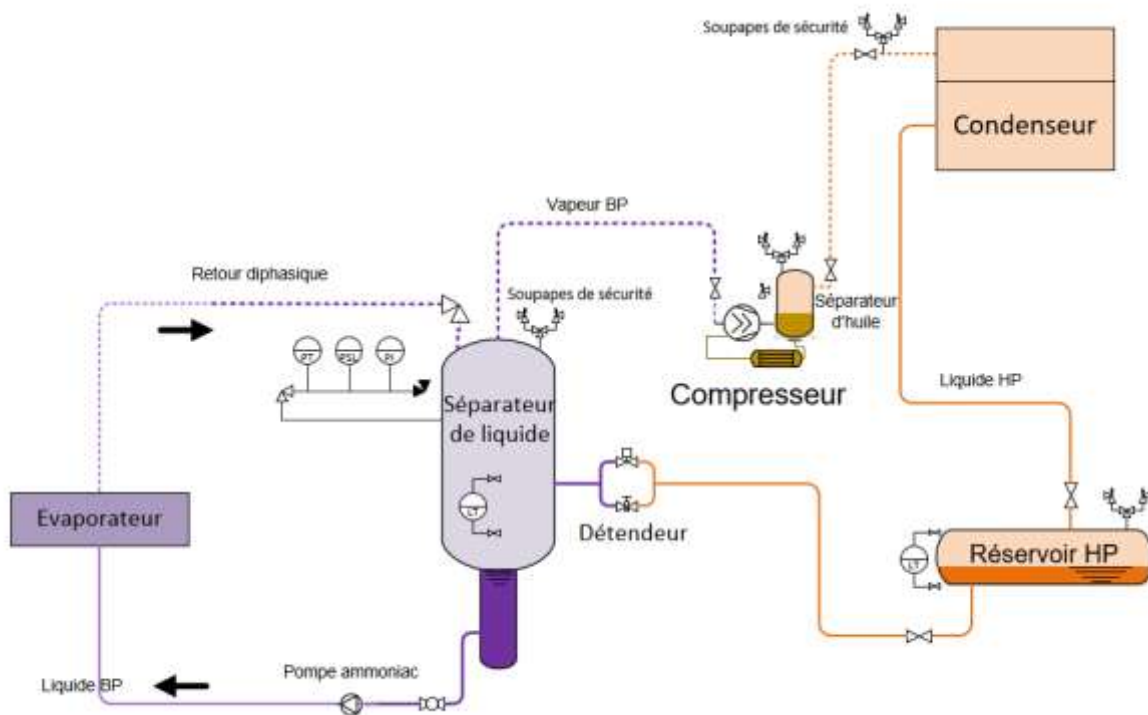 Soupapes de sécurité
Condenseur
Vapeur BP
Retour diphasique
Soupapes de sécurité
Séparateur
d'huile
PT
PSL
PI
Compresseur
Liquide HP
Séparateur
de liquide
LT
Evaporateur
Détendeur
Réservoir HP
LT
Pompe ammoniac
Liquide BP